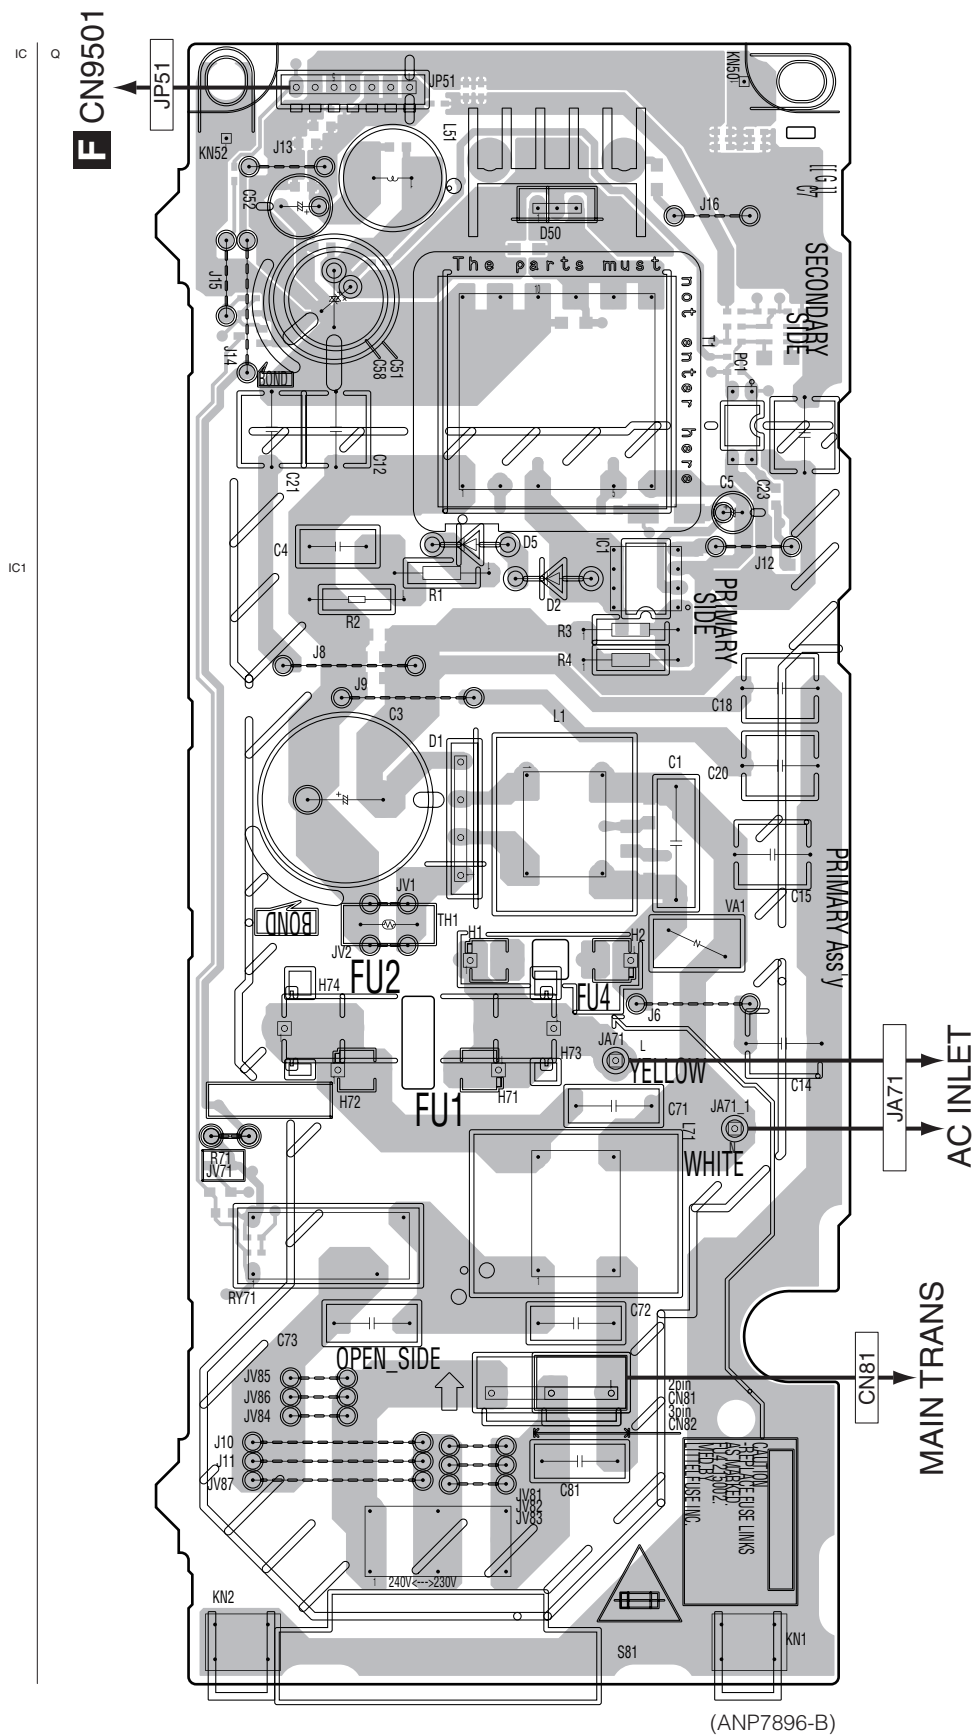 IC
Q
F CN9501
JP51
JP51
KN50
KN52
J13
L51
C52
[[ G ]]
C7
J16
D50
J15
The parts must
not enter here
SECONDARY
SIDE
T1
PC1
J14
BOND
C58
C51
C12
C21
C5
C23
IC1
C4
D5
IC1
J12
R1
D2
R2
PRIMARY
SIDE
R3
R4
J8
J9
C18
C3
L1
D1
C1
C20
C15
PRIMARY ASS'y
JV1
TH1
VA1
BOND
JV2
H1
H2
FU2
H74
FU4
J6
JA71
L
H73
YELLOW
C14
JA71
AC INLET
H72
FU1
H71
C71
JA71_1
N
L71
WHITE
R71
JV71
RY71
C72
C73
OPEN_SIDE
JV85
JV86
JV84
2pin
CN81
3pin
CN82
CN81
MAIN TRANS
J10
J11
JV87
C81
JV81
JV82
JV83
240V<--->230V
KN2
S81
KN1
(ANP7896-B)